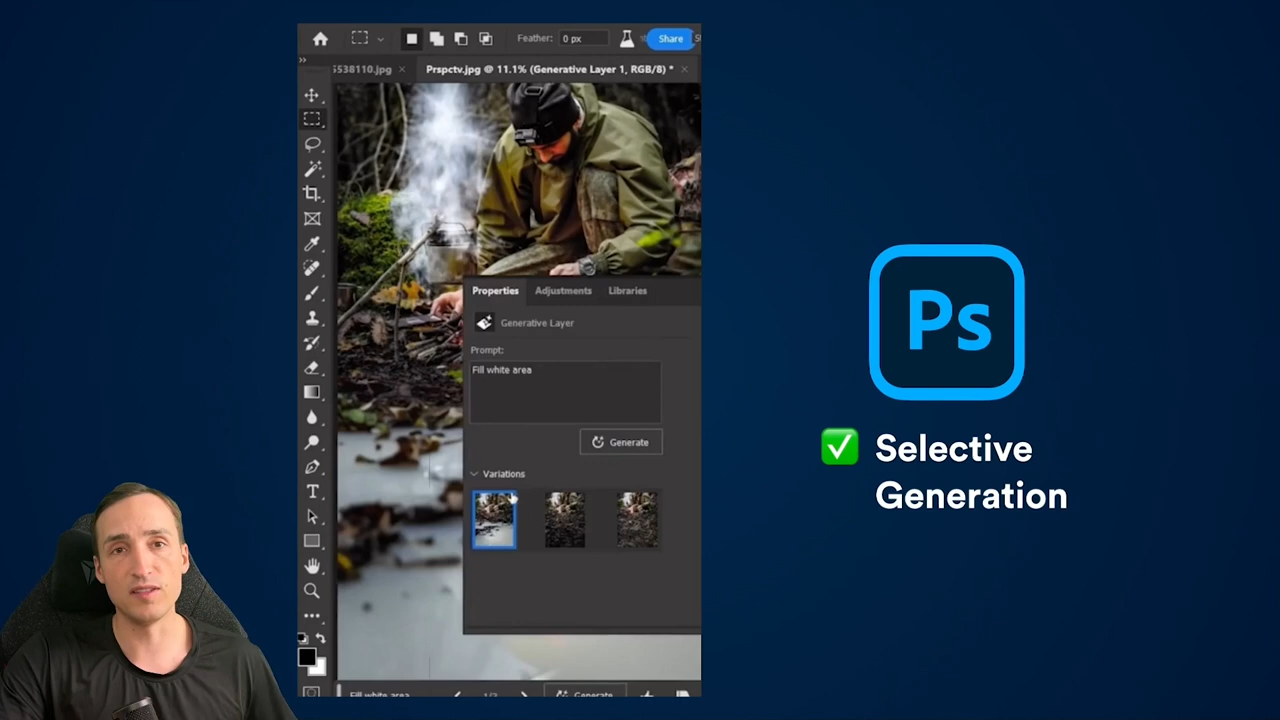 Feather: 0 px
Share
5538110.jpg ×
Prspctv.jpg @ 11.1% (Generative Layer 1, RGB/8) * ×
Properties
Adjustments
Libraries
Generative Layer
Prompt:
Fill white area
Generate
Variations
Fill white area
Generate
Ps
Selective
Generation